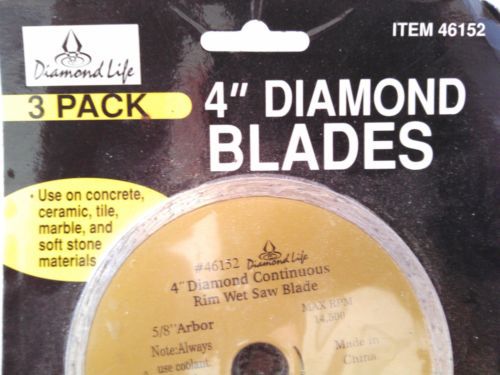 ITEM 46152
Diamond Life
3 PACK
4" DIAMOND
BLADES
· Use on concrete,
ceramic, tile,
marble, and
soft stone
materials
#46152 Diamond Life
4" Diamond Continuous
Rim Wet Saw Blade
MAX RPM
14,500
5/8" Arbor
Note:Always
use coolant.
Made in
China